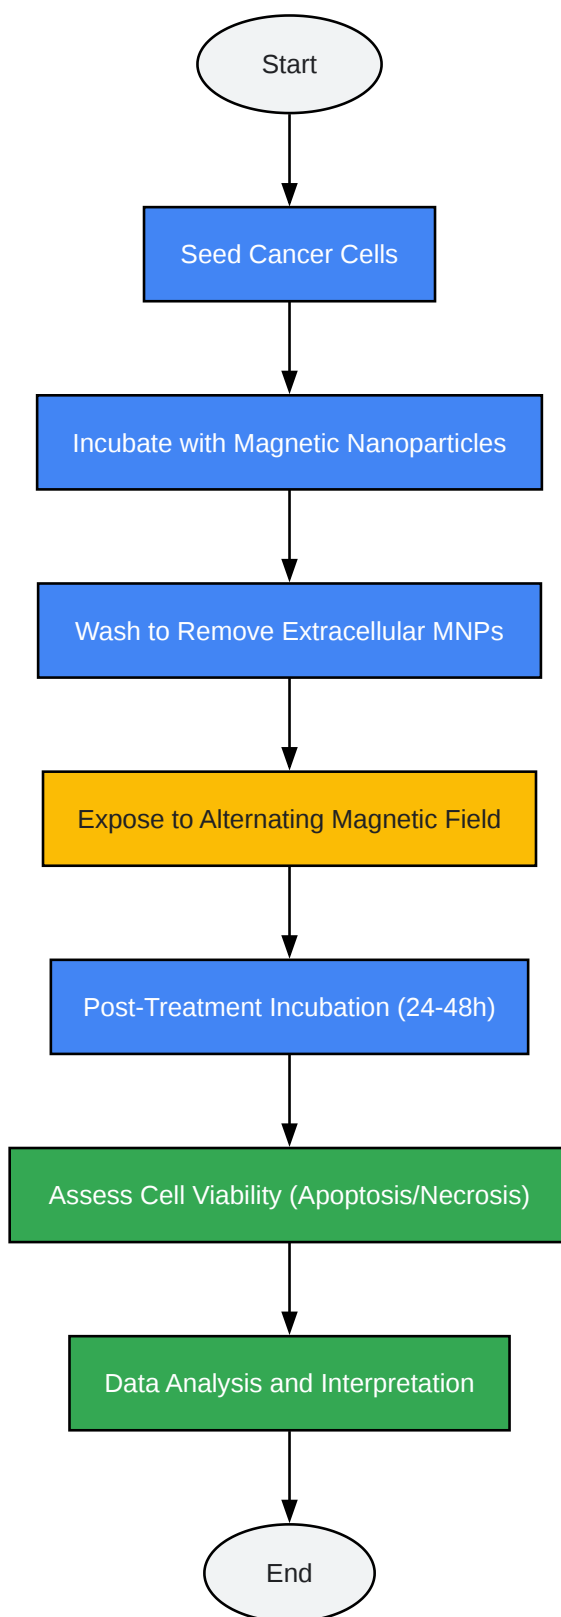 Start
Seed Cancer Cells
Incubate with Magnetic Nanoparticles
Wash to Remove Extracellular MNPs
Expose to Alternating Magnetic Field
Post-Treatment Incubation (24-48h)
Assess Cell Viability (Apoptosis/Necrosis)
Data Analysis and Interpretation
End